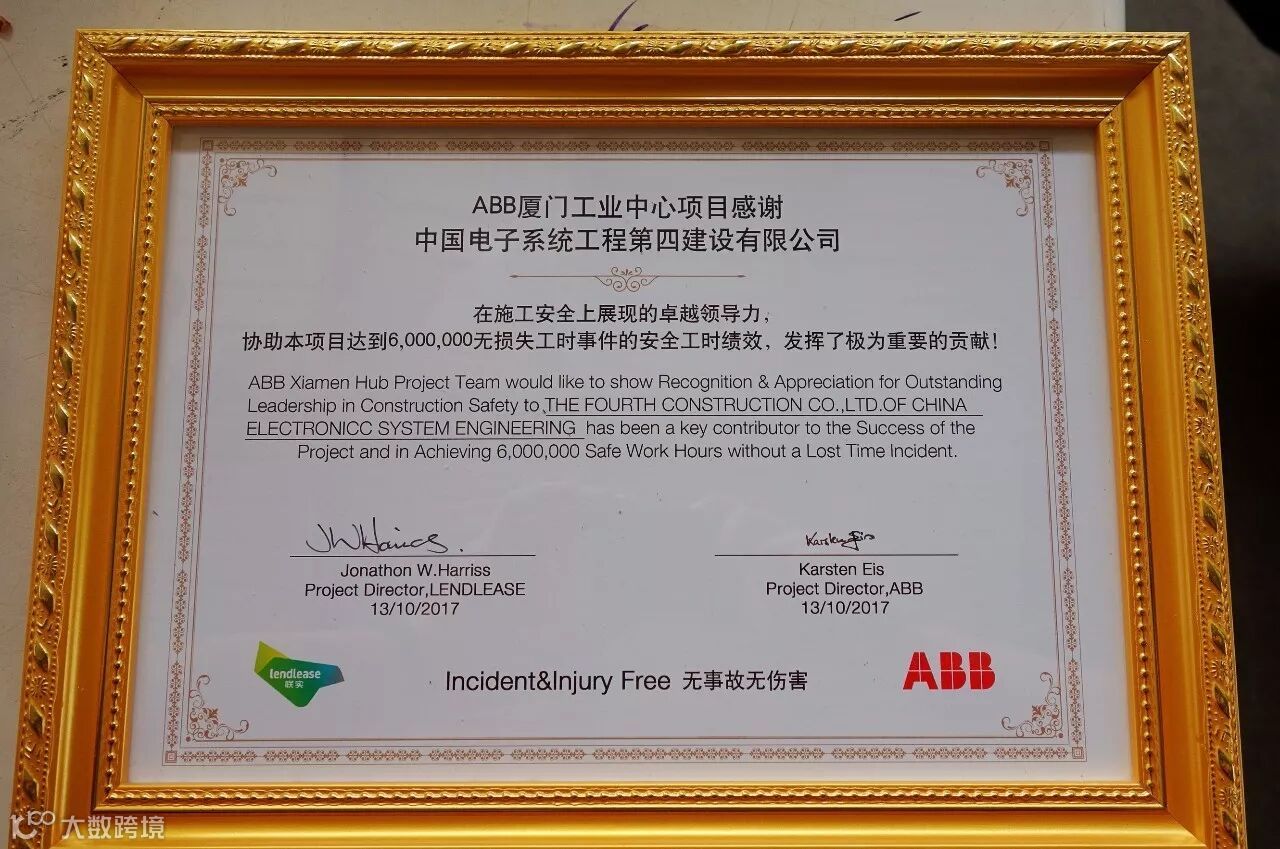 ABB厦门工业中心项目感谢
中国电子系统工程第四建设有限公司
在施工安全上展现的卓越领导力，
协助本项目达到6,000,000无损失工时事件的安全工时绩效，发挥了极为重要的贡献！
ABB Xiamen Hub Project Team would like to show Recognition & Appreciation for Outstanding
Leadership in Construction Safety to THE FOURTH CONSTRUCTION CO.,LTD.OF CHINA
ELECTRONICC SYSTEM ENGINEERING has been a key contributor to the Success of the
Project and in Achieving 6,000,000 Safe Work Hours without a Lost Time Incident.
Jonathon W.Harriss
Project Director,LENDLEASE
13/10/2017
Karsten Eis
Project Director,ABB
13/10/2017
lendlease
联实
Incident&Injury Free 无事故无伤害
ABB
大数跨境